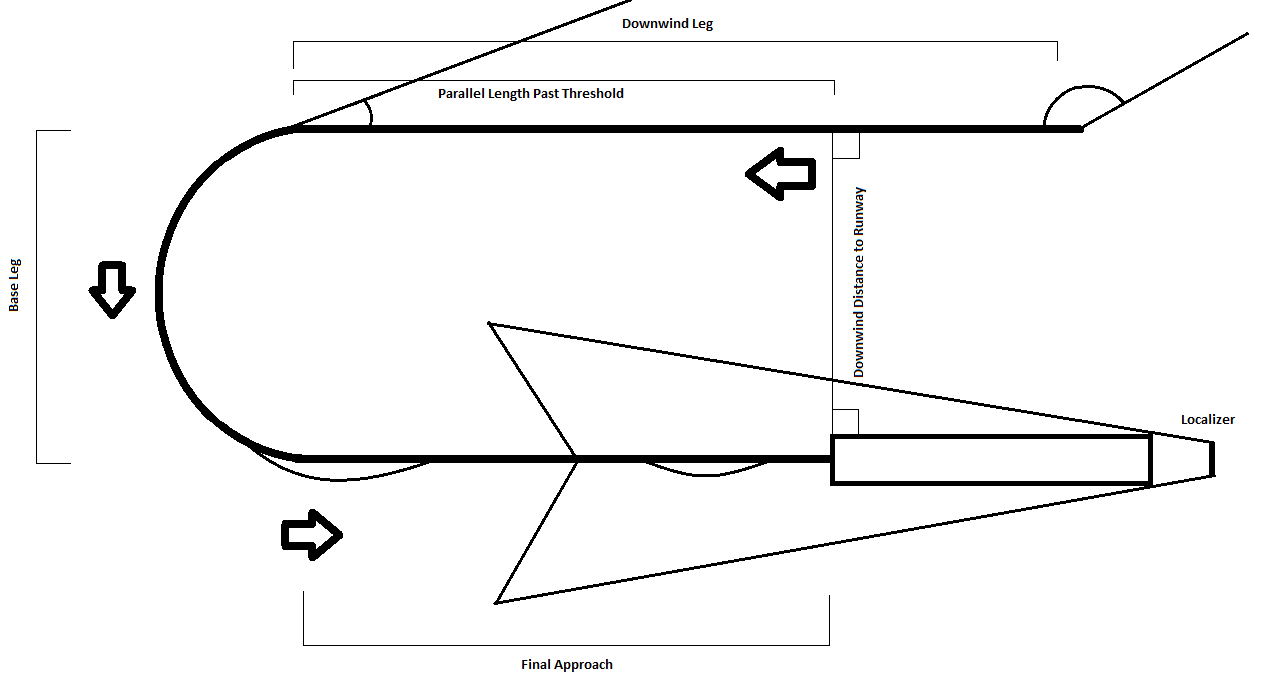 Downwind Leg
Parallel Length Past Threshold
Downwind Distance to Runway
Base Leg
Localizer
Final Approach